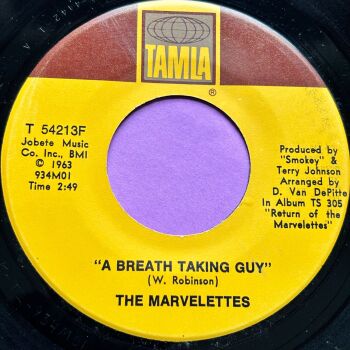 TAMLA
®
T 54213F
Jobete Music
Co. Inc., BMI
© 1963
934M01
Time 2:49
Produced by
"Smokey" &
Terry Johnson
Arranged by
D. Van DePitte
In Album TS 305
"Return of the
Marvelettes"
"A BREATH TAKING GUY"
(W. Robinson)
THE MARVELETTES